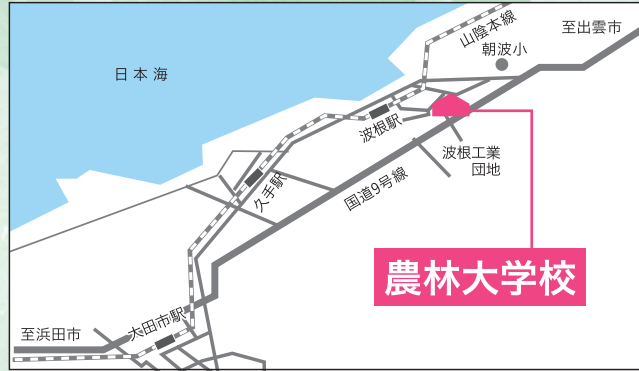 山陰本線
至出雲市
朝波小
日本海
波根駅
波根工業
団地
久手駅
国道9号線
農林大学校
大田市駅
至浜田市